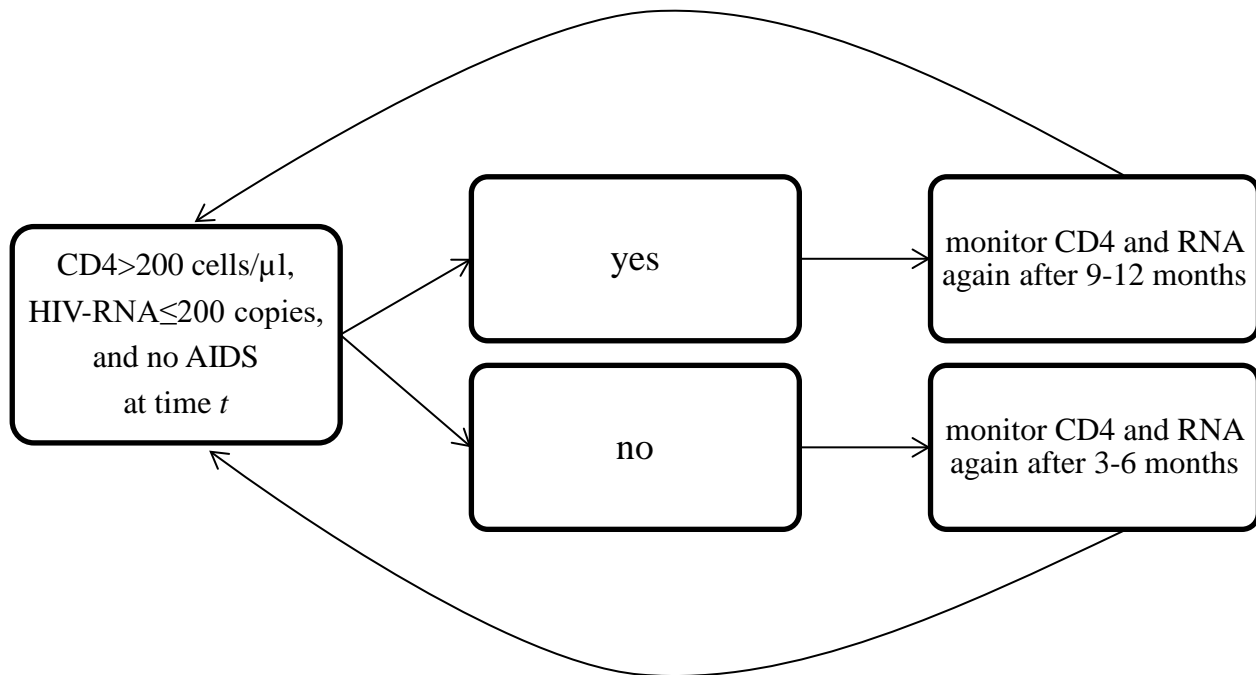 CD4>200 cells/µl,
HIV-RNA≤200 copies,
and no AIDS
at time t
yes
monitor CD4 and RNA
again after 9-12 months
no
monitor CD4 and RNA
again after 3-6 months